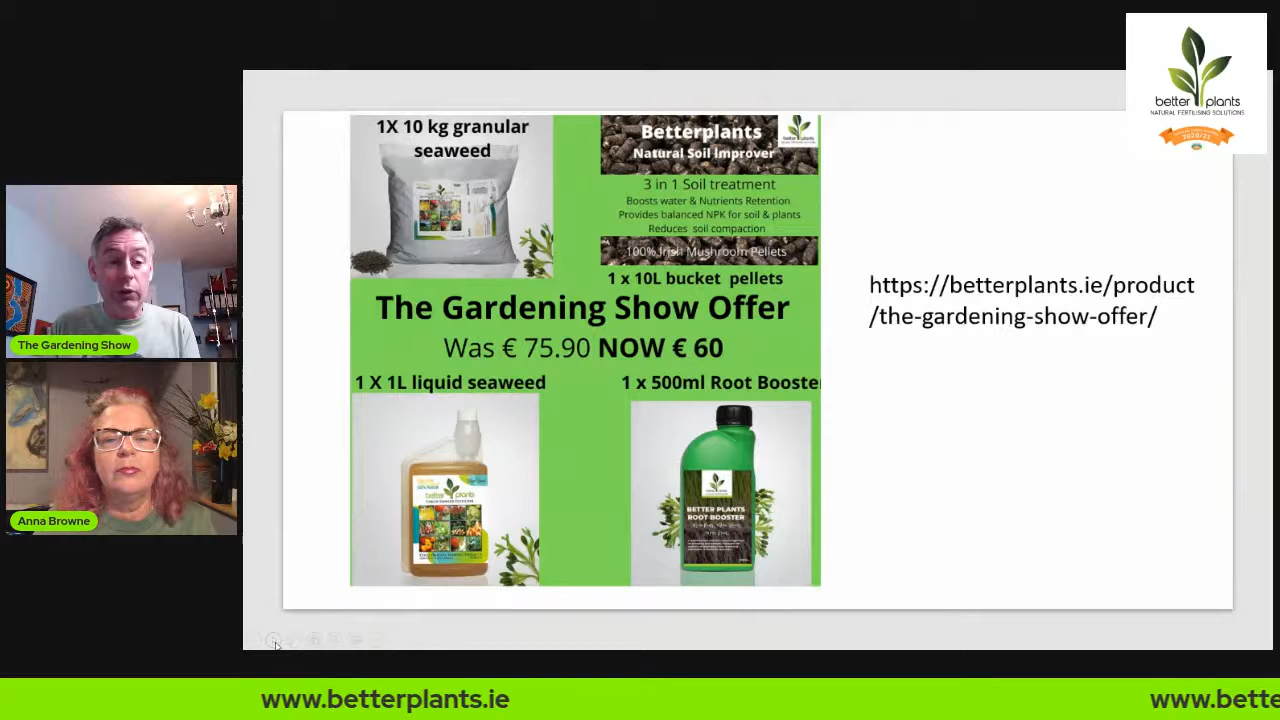 better plants
NATURAL FERTILISING SOLUTIONS
2020/21
1X 10 kg granular
seaweed
Betterplants
Natural Soil Improver
3 in 1 Soil treatment
Boosts water & Nutrients Retention
Provides balanced NPK for soil & plants
Reduces soil compaction
100% Irish Mushroom Pellets
1 x 10L bucket pellets
The Gardening Show Offer
Was € 75.90 NOW € 60
1 X 1L liquid seaweed
1 x 500ml Root Booster
better plants
BETTER PLANTS
ROOT BOOSTER
https://betterplants.ie/product
/the-gardening-show-offer/
The Gardening Show
Anna Browne
www.betterplants.ie
www.bette